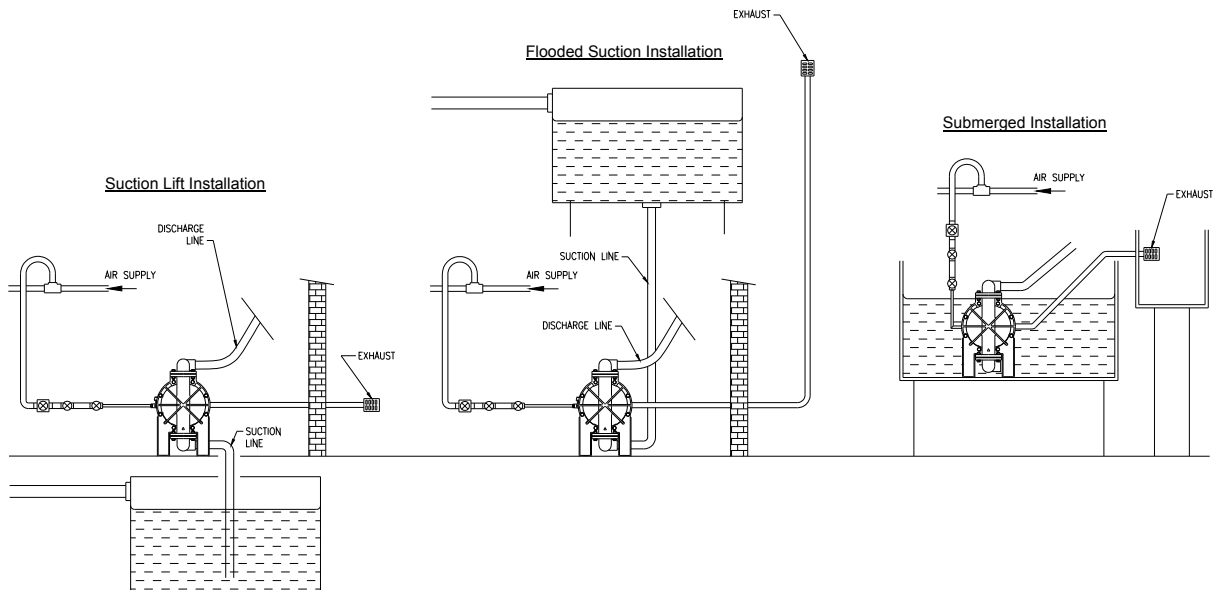 Suction Lift Installation
DISCHARGE
LINE
AIR SUPPLY
EXHAUST
SUCTION
LINE
Flooded Suction Installation
EXHAUST
SUCTION LINE
AIR SUPPLY
DISCHARGE LINE
Submerged Installation
AIR SUPPLY
EXHAUST